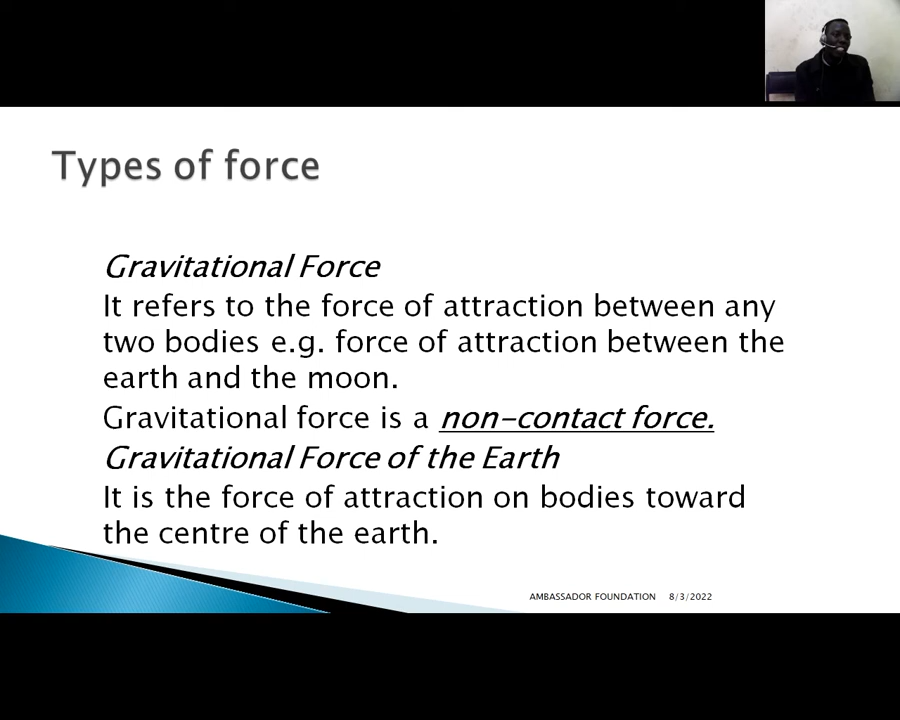 Types of force
Gravitational Force
It refers to the force of attraction between any
two bodies e.g. force of attraction between the
earth and the moon.
Gravitational force is a non-contact force.
Gravitational Force of the Earth
It is the force of attraction on bodies toward
the centre of the earth.
AMBASSADOR FOUNDATION 8/3/2022